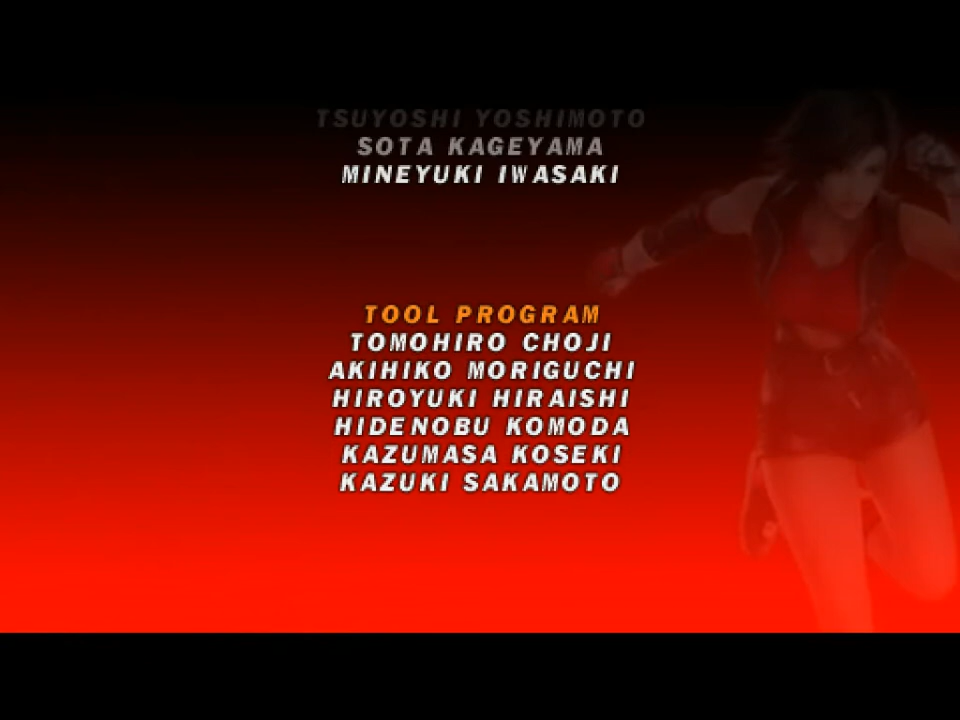 TSUYOSHI YOSHIMOTO
SOTA KAGEYAMA
MINEYUKI IWASAKI
TOOL PROGRAM
TOMOHIRO CHOJI
AKIHIKO MORIGUCHI
HIROYUKI HIRAISHI
HIDENOBU KOMODA
KAZUMASA KOSEKI
KAZUKI SAKAMOTO